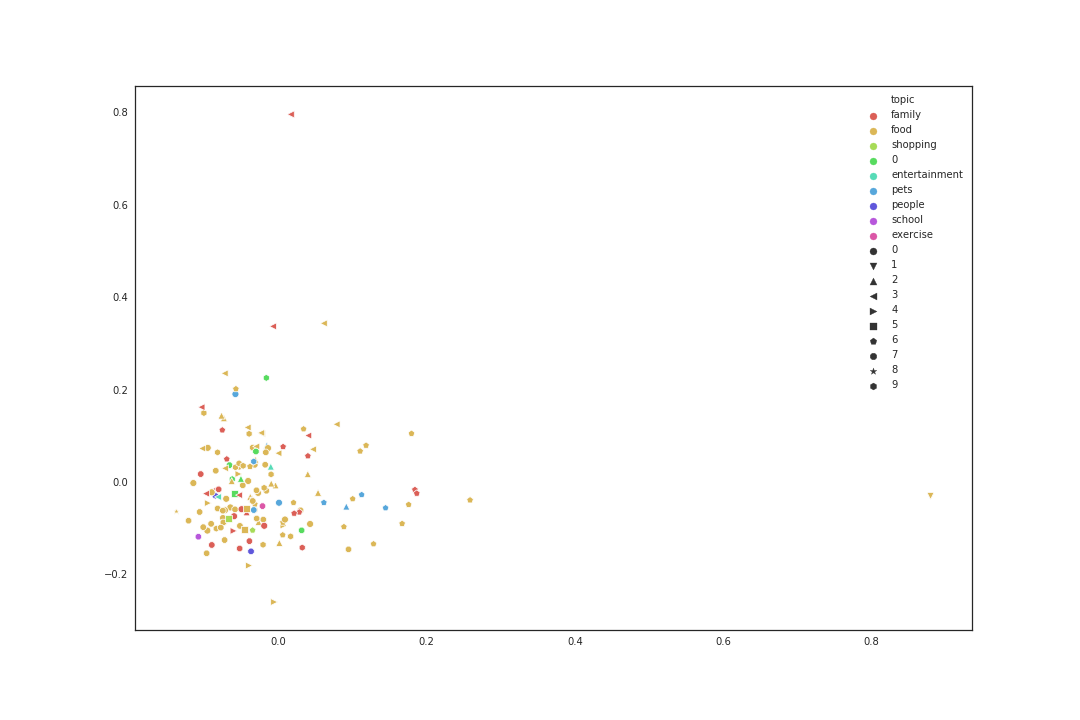 topic
family
food
shopping
0
entertainment
pets
people
school
exercise
0
1
2
3
4
5
6
7
8
9
0.8
0.6
0.4
0.2
0.0
−0.2
0.0 0.2 0.4 0.6 0.8